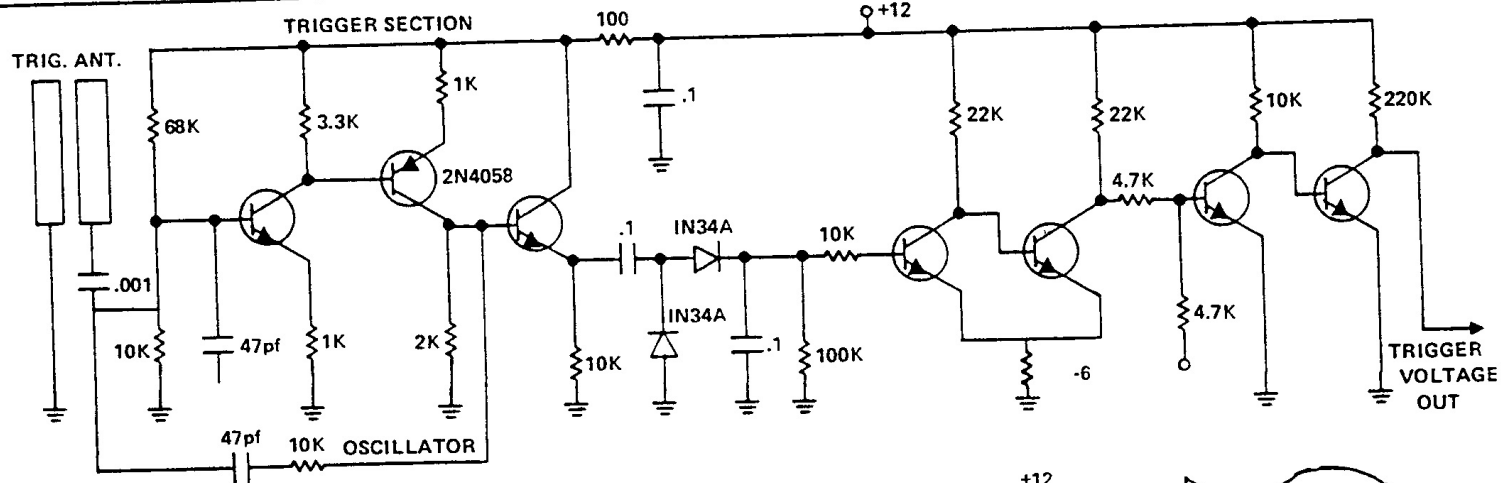 TRIGGER SECTION
100
+12
TRIG. ANT.
1K
.1
68K
3.3K
22K
22K
10K
220K
2N4058
4.7K
.1
IN34A
10K
.001
IN34A
4.7K
10K
47pf
1K
2K
10K
.1
100K
-6
TRIGGER
VOLTAGE
OUT
47pf
10K
OSCILLATOR
+12